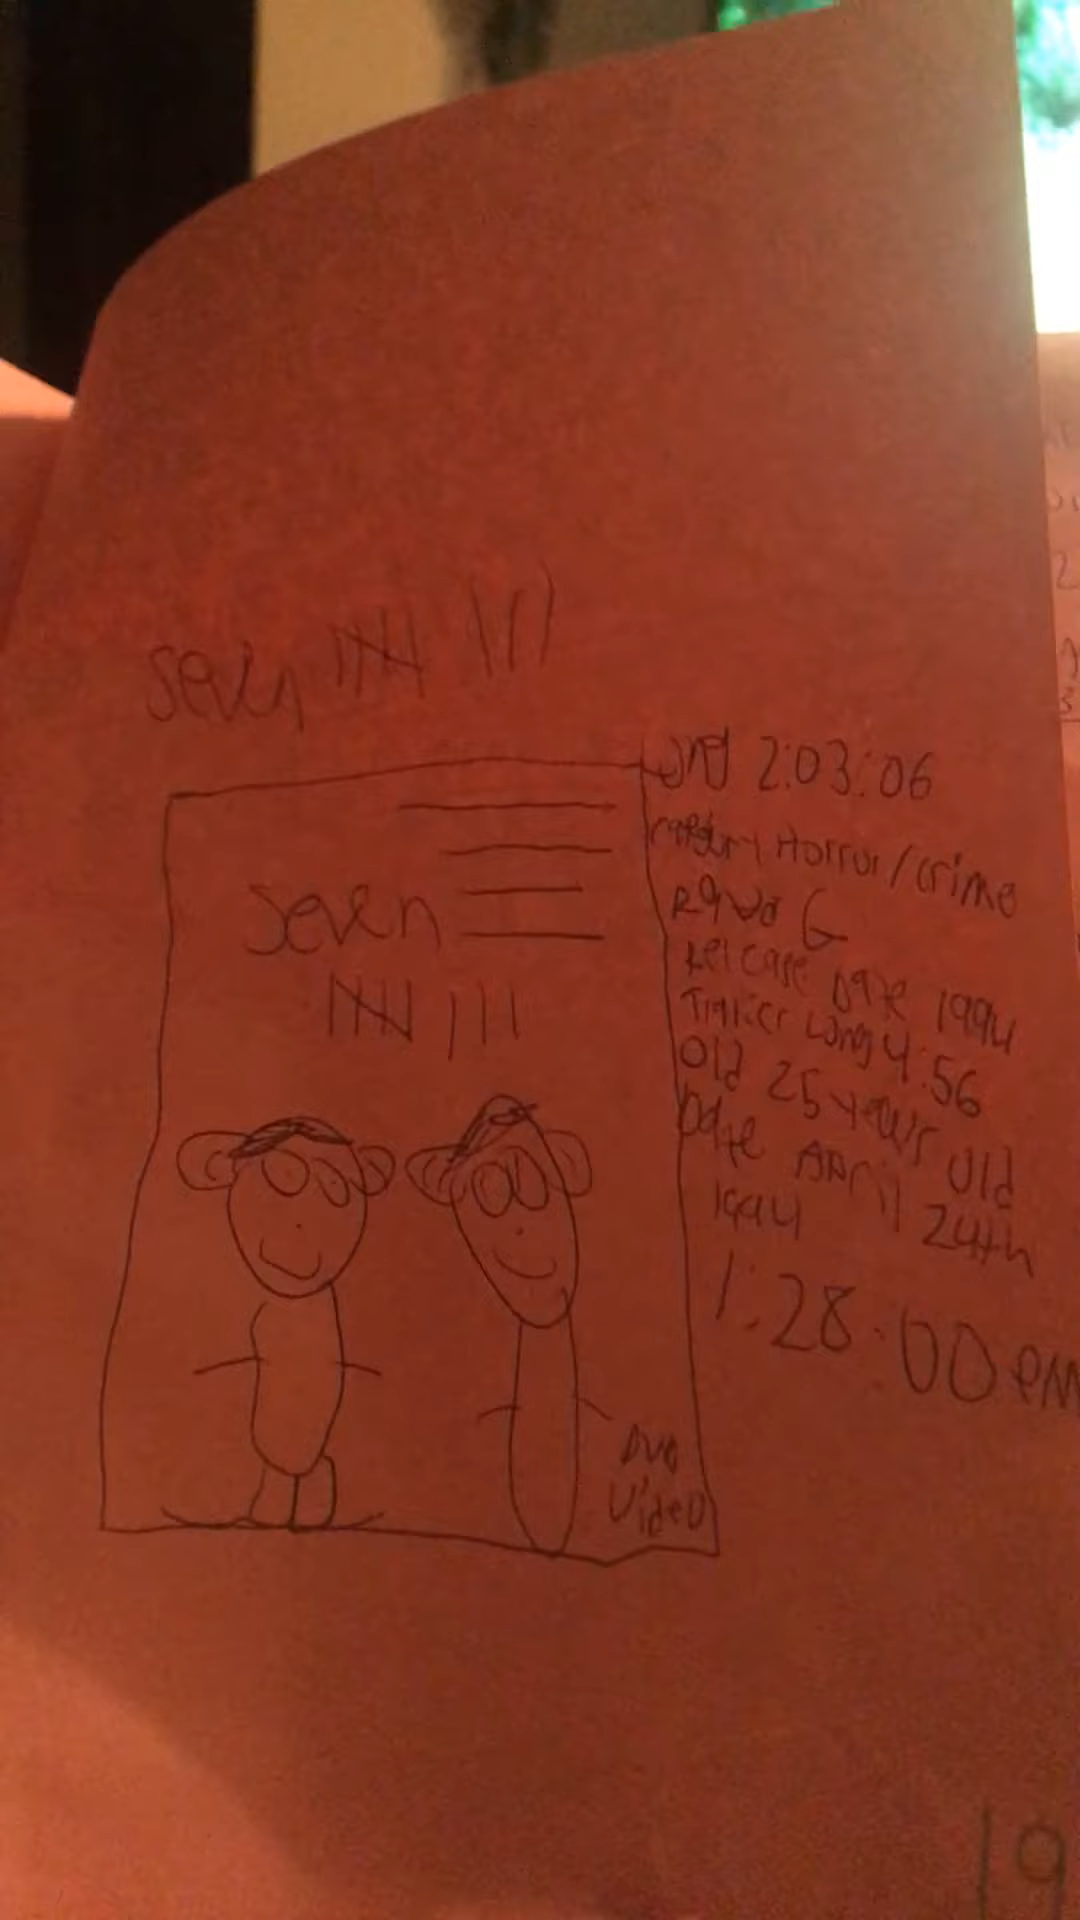 seven
2:03:06
Horror/crime
seven
G
Release Date 1994
Long 4:56
Old 25 years old
Date April 24th
1994
1:28:00 PM
DVD
Video
19